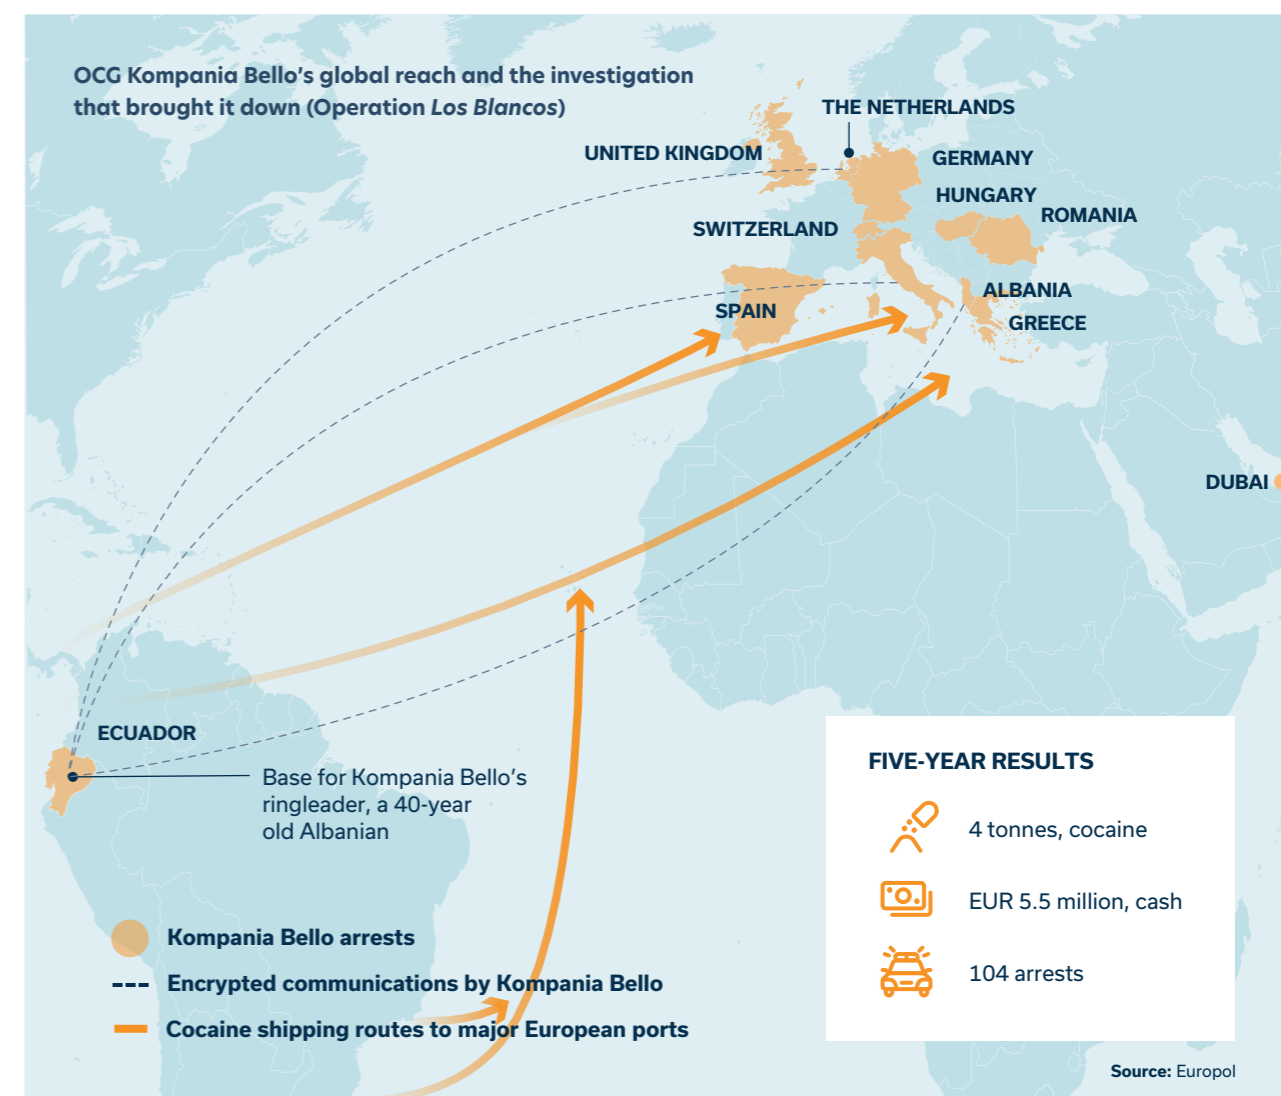 OCG Kompania Bello's global reach and the investigation
that brought it down (Operation Los Blancos)
THE NETHERLANDS
UNITED KINGDOM
GERMANY
HUNGARY
ROMANIA
SWITZERLAND
ALBANIA
SPAIN
GREECE
DUBAI
ECUADOR
Base for Kompania Bello's
ringleader, a 40-year
old Albanian
Kompania Bello arrests
Encrypted communications by Kompania Bello
Cocaine shipping routes to major European ports
FIVE-YEAR RESULTS
4 tonnes, cocaine
EUR 5.5 million, cash
104 arrests
Source: Europol